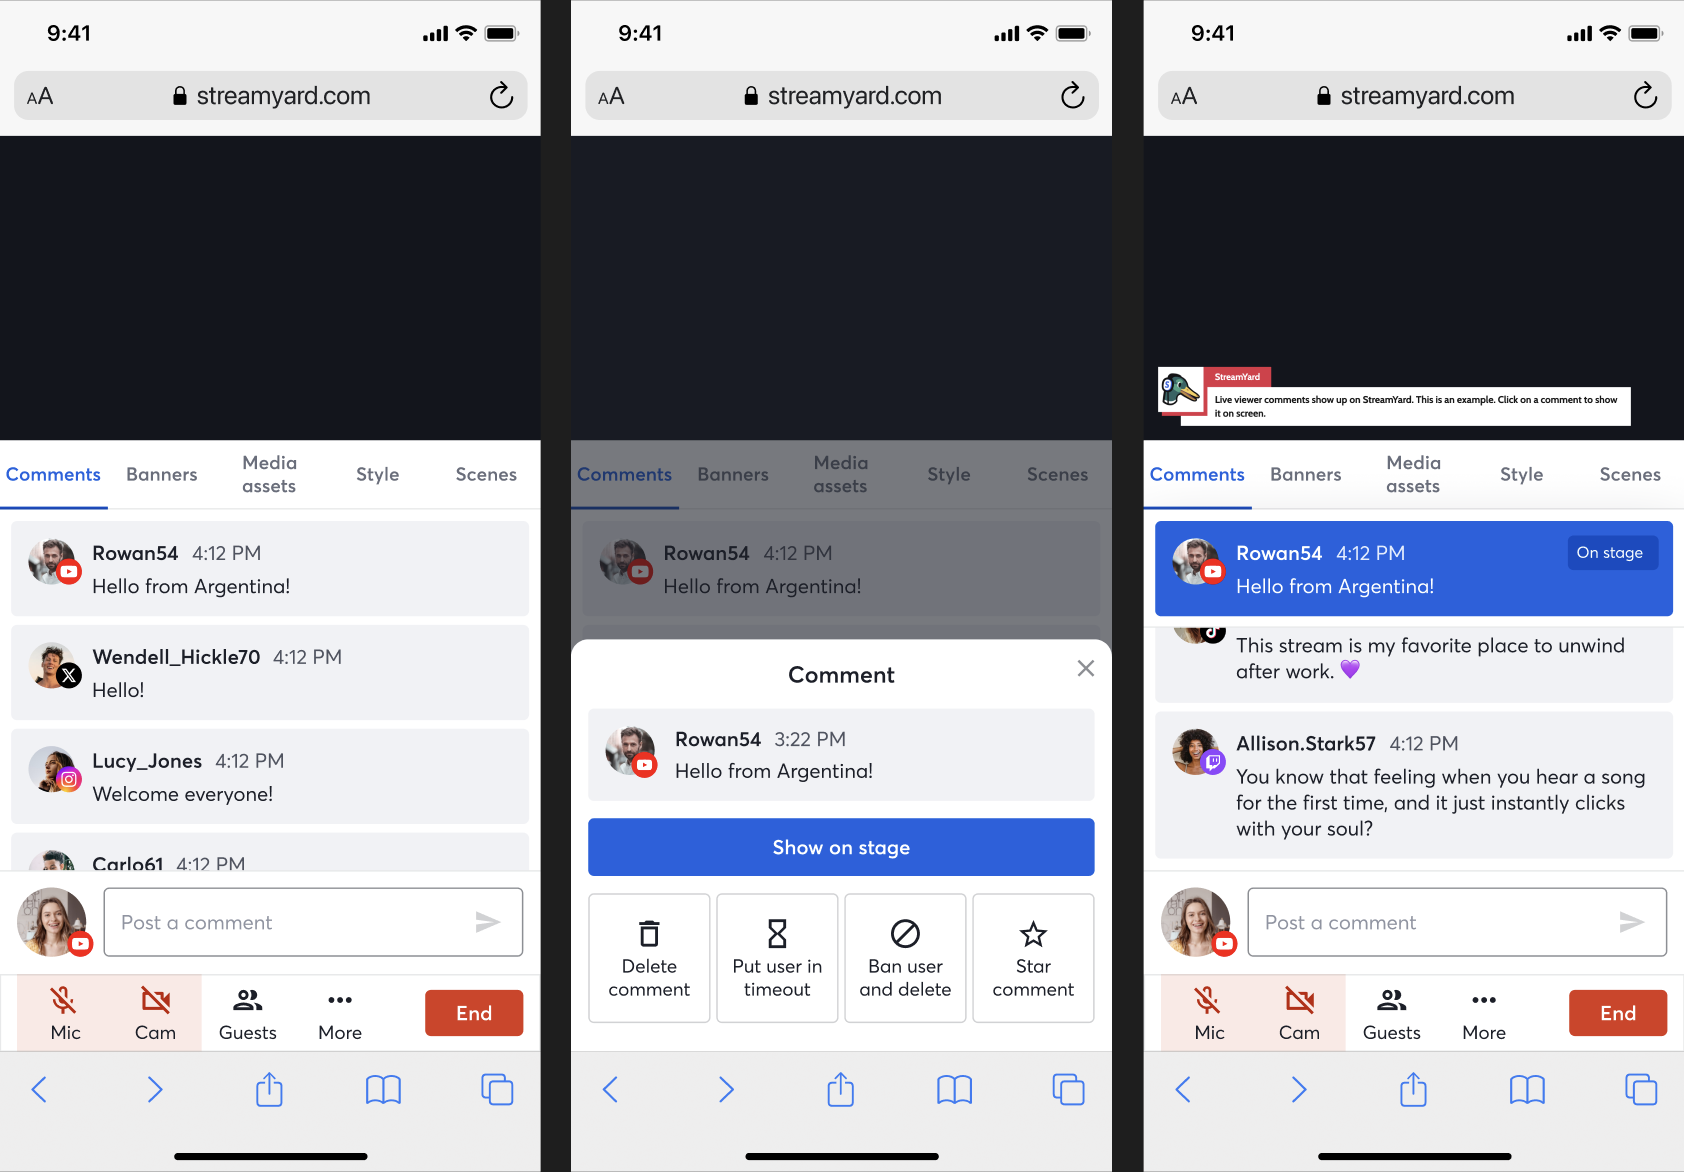 9:41
AA streamyard.com
Comments Banners Media assets Style Scenes
Rowan54 4:12 PM
Hello from Argentina!
Wendell_Hickle70 4:12 PM
Hello!
Lucy_Jones 4:12 PM
Welcome everyone!
Carlo61 4:12 PM
Post a comment
Mic Cam Guests More End
9:41
AA streamyard.com
Comments Banners Media assets Style Scenes
Rowan54 4:12 PM
Hello from Argentina!
Comment
Rowan54 3:22 PM
Hello from Argentina!
Show on stage
Delete comment
Put user in timeout
Ban user and delete
Star comment
9:41
AA streamyard.com
StreamYard
Live viewer comments show up on StreamYard. This is an example. Click on a comment to show
it on screen.
Comments Banners Media assets Style Scenes
Rowan54 4:12 PM On stage
Hello from Argentina!
This stream is my favorite place to unwind
after work. 💜
Allison.Stark57 4:12 PM
You know that feeling when you hear a song
for the first time, and it just instantly clicks
with your soul?
Post a comment
Mic Cam Guests More End